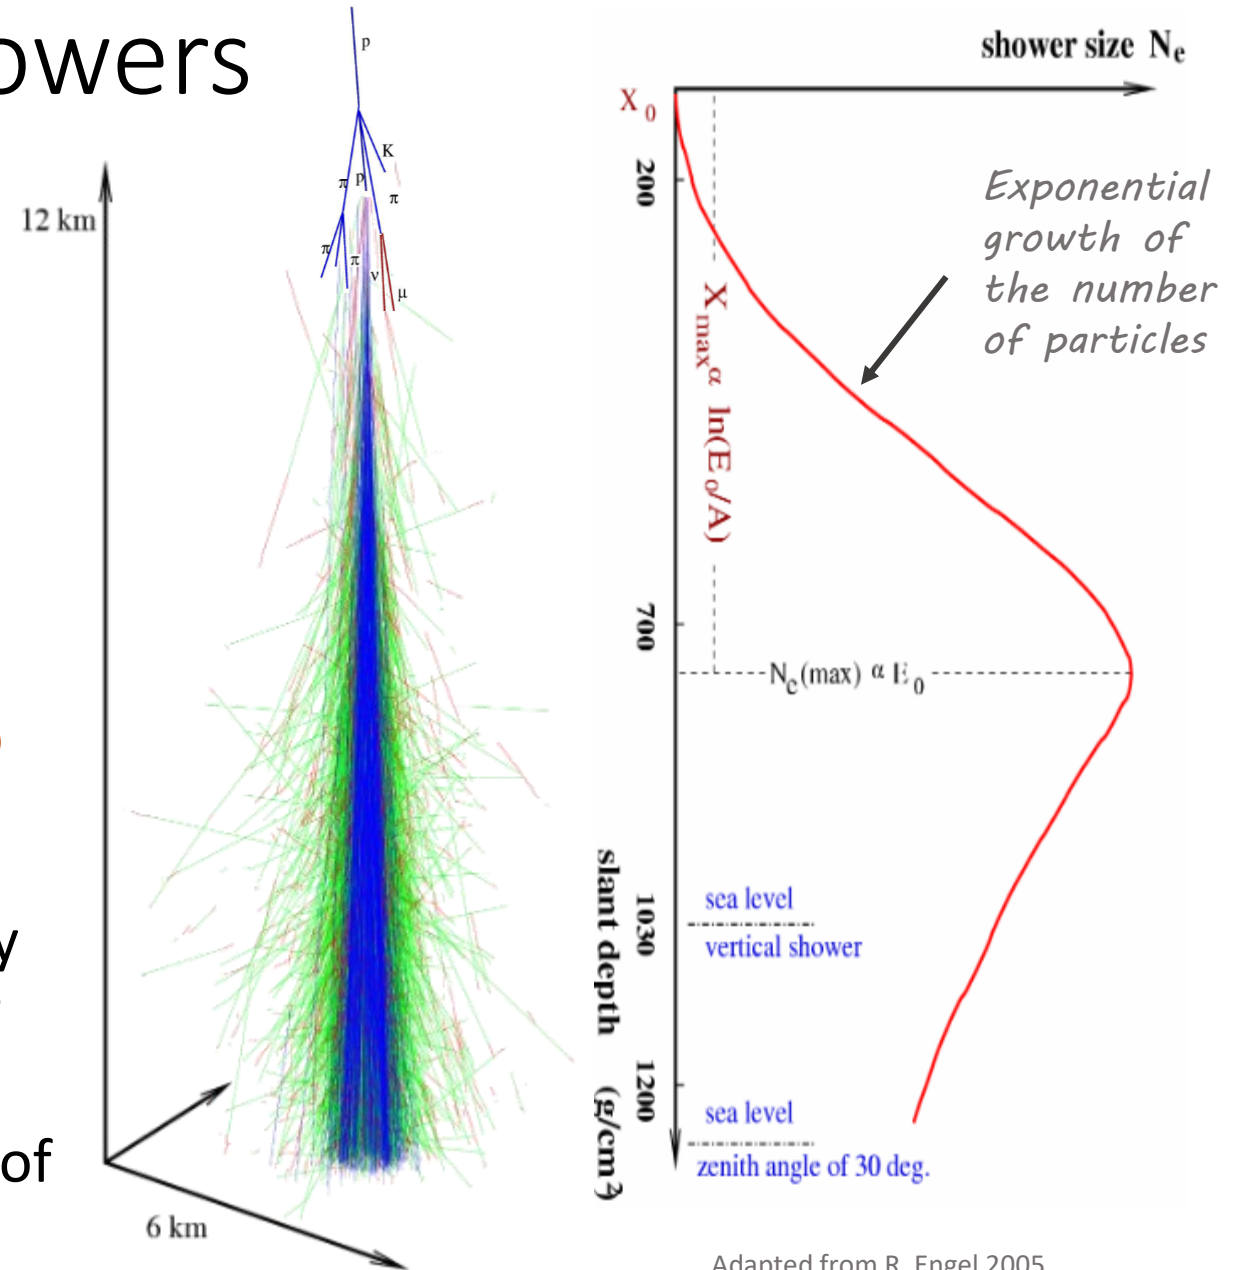 owers
p
K
π
p
π
π
π
ν
μ
12 km
y
of
6 km
shower size Ne
X0
200
Exponential
growth of
the number
of particles
Xmax α ln(E0/A)
700
Ne(max) α E0
slant depth (g/cm²)
1030
sea level
vertical shower
1200
sea level
zenith angle of 30 deg.
Adapted from R. Engel 2005